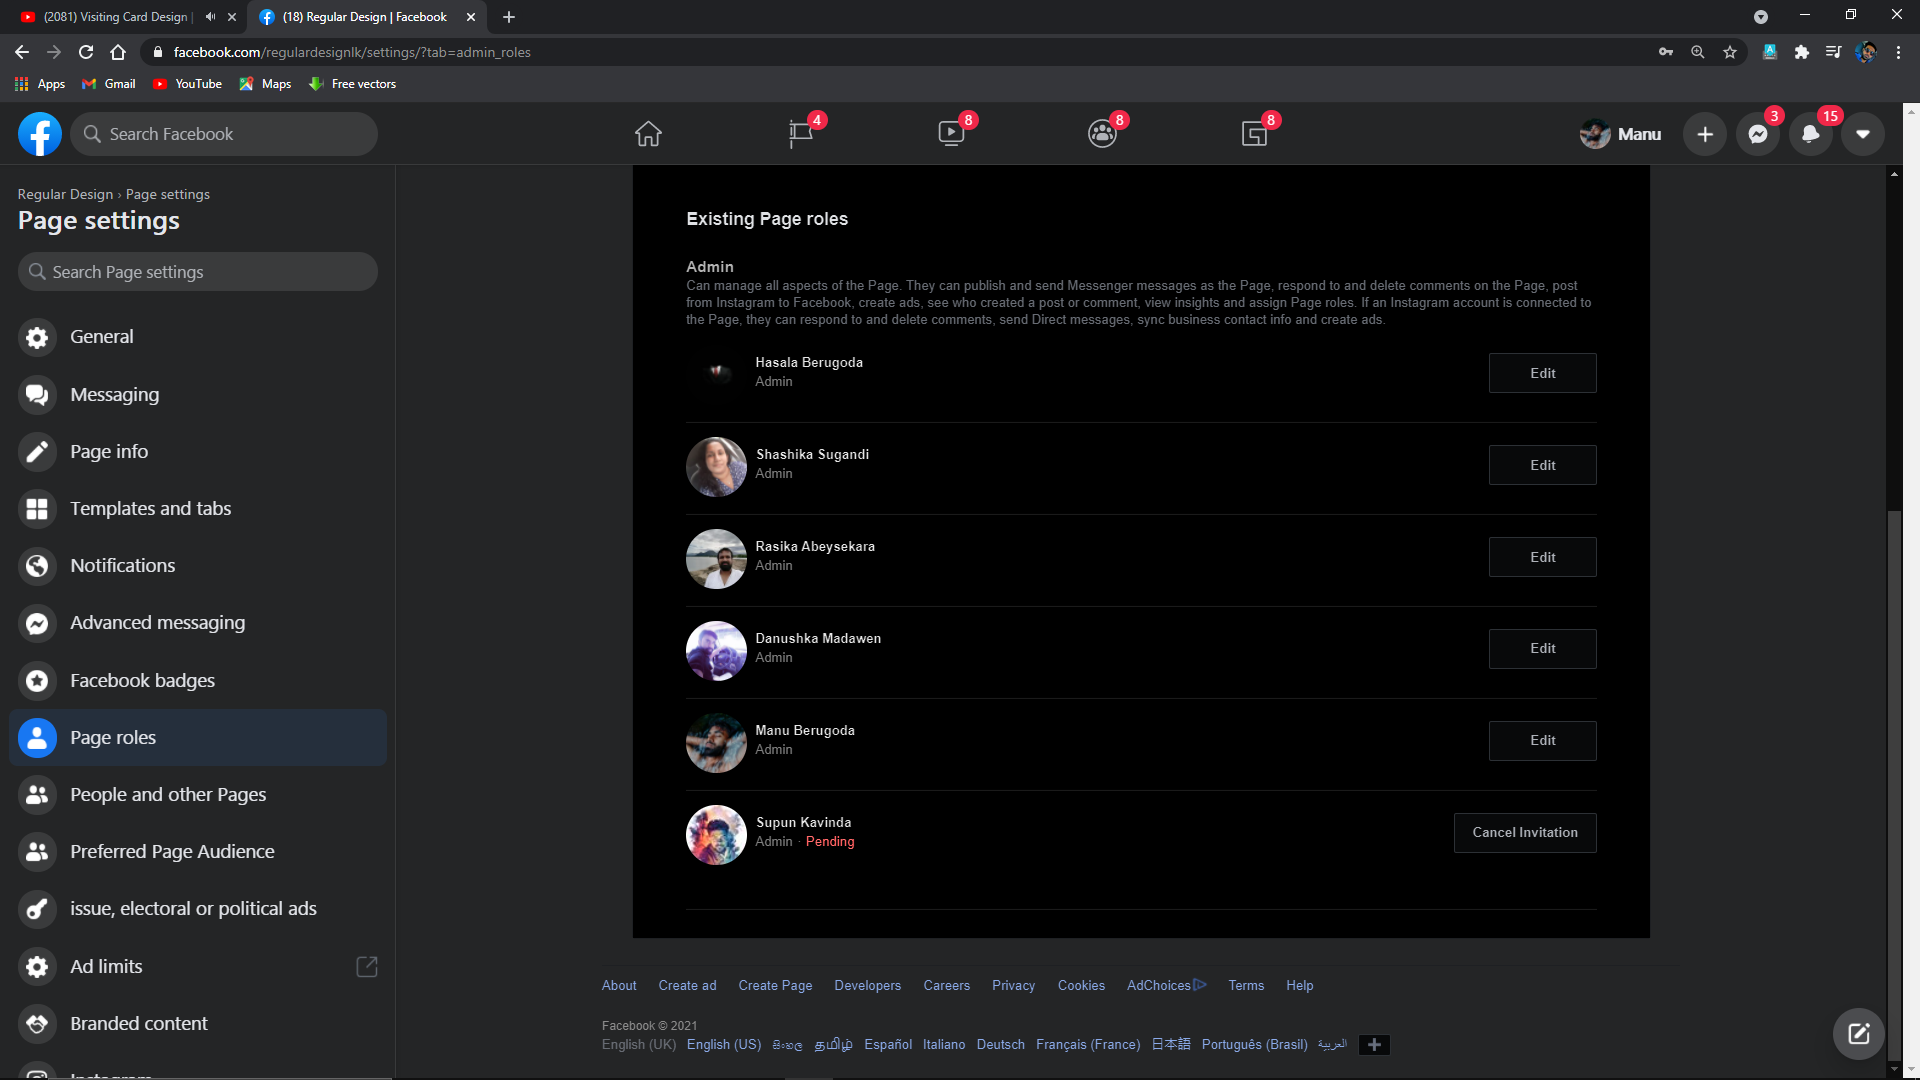 (2081) Visiting Card Design |
(18) Regular Design | Facebook
facebook.com/regulardesignlk/settings/?tab=admin_roles
Apps
Gmail
YouTube
Maps
Free vectors
Search Facebook
4
8
8
8
Manu
3
15
Regular Design › Page settings
Page settings
Search Page settings
General
Messaging
Page info
Templates and tabs
Notifications
Advanced messaging
Facebook badges
Page roles
People and other Pages
Preferred Page Audience
issue, electoral or political ads
Ad limits
Branded content
Existing Page roles
Admin
Can manage all aspects of the Page. They can publish and send Messenger messages as the Page, respond to and delete comments on the Page, post
from Instagram to Facebook, create ads, see who created a post or comment, view insights and assign Page roles. If an Instagram account is connected to
the Page, they can respond to and delete comments, send Direct messages, sync business contact info and create ads.
Hasala Berugoda
Admin
Edit
Shashika Sugandi
Admin
Edit
Rasika Abeysekara
Admin
Edit
Danushka Madawen
Admin
Edit
Manu Berugoda
Admin
Edit
Supun Kavinda
Admin · Pending
Cancel Invitation
About Create ad Create Page Developers Careers Privacy Cookies AdChoices Terms Help
Facebook © 2021
English (UK) English (US) සිංහල தமிழ் Español Italiano Deutsch Français (France) 日本語 Português (Brasil) العربية